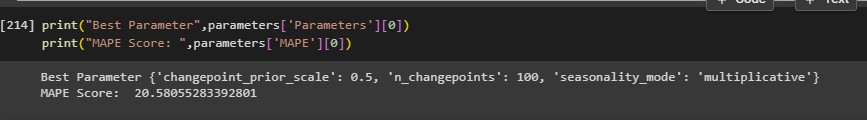 + Code + Text
[214] print("Best Parameter",parameters['Parameters'][0])
print("MAPE Score: ",parameters['MAPE'][0])
Best Parameter {'changepoint_prior_scale': 0.5, 'n_changepoints': 100, 'seasonality_mode': 'multiplicative'}
MAPE Score:  20.58055283392801